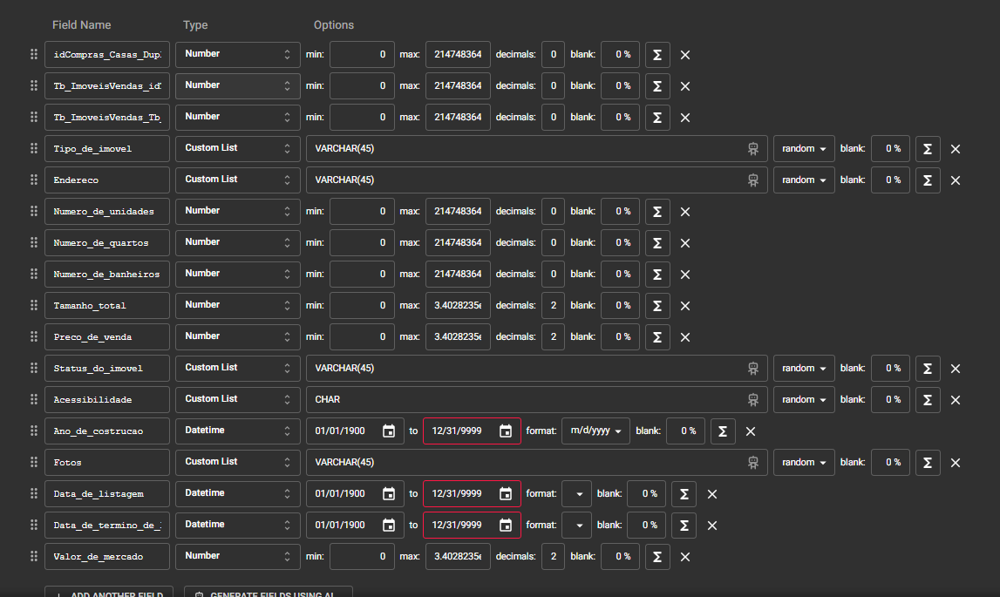 Field Name Type Options
idCompras_Casas_Dup Number min: 0 max: 214748364 decimals: 0 blank: 0 % Σ
Tb_ImoveisVendas_id Number min: 0 max: 214748364 decimals: 0 blank: 0 % Σ
Tb_ImoveisVendas_Tb_ Number min: 0 max: 214748364 decimals: 0 blank: 0 % Σ
Tipo_de_imovel Custom List VARCHAR(45) random blank: 0 % Σ
Endereco Custom List VARCHAR(45) random blank: 0 % Σ
Numero_de_unidades Number min: 0 max: 214748364 decimals: 0 blank: 0 % Σ
Numero_de_quartos Number min: 0 max: 214748364 decimals: 0 blank: 0 % Σ
Numero_de_banheiros Number min: 0 max: 214748364 decimals: 0 blank: 0 % Σ
Tamanho_total Number min: 0 max: 3.4028235e decimals: 2 blank: 0 % Σ
Preco_de_venda Number min: 0 max: 3.4028235e decimals: 2 blank: 0 % Σ
Status_do_imovel Custom List VARCHAR(45) random blank: 0 % Σ
Acessibilidade Custom List CHAR random blank: 0 % Σ
Ano_de_costrucao Datetime 01/01/1900 to 12/31/9999 format: m/d/yyyy blank: 0 % Σ
Fotos Custom List VARCHAR(45) random blank: 0 % Σ
Data_de_listagem Datetime 01/01/1900 to 12/31/9999 format: blank: 0 % Σ
Data_de_termino_de_ Datetime 01/01/1900 to 12/31/9999 format: blank: 0 % Σ
Valor_de_mercado Number min: 0 max: 3.4028235e decimals: 2 blank: 0 % Σ
+ ADD ANOTHER FIELD GENERATE FIELDS USING AI...